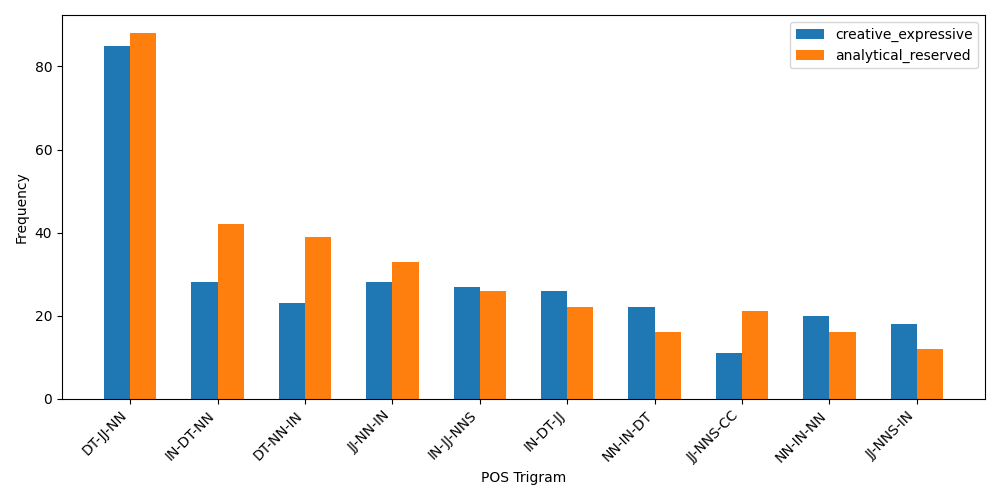 creative_expressive
analytical_reserved
Frequency
80
60
40
20
0
DT-JJ-NN
IN-DT-NN
DT-NN-IN
JJ-NN-IN
IN-JJ-NNS
IN-DT-JJ
NN-IN-DT
JJ-NNS-CC
NN-IN-NN
JJ-NNS-IN
POS Trigram